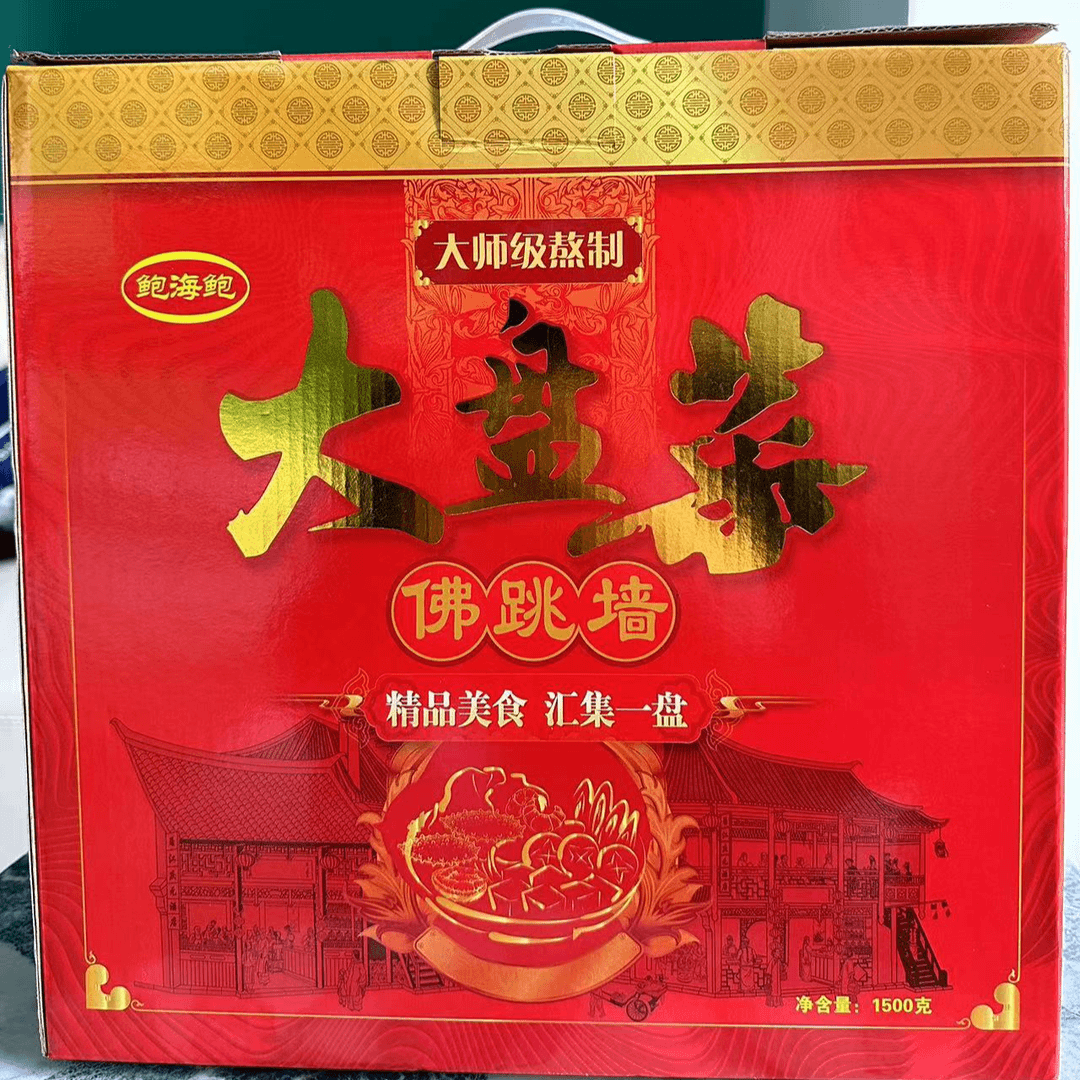 大师级熬制
鲍海鲍
大盘菜
佛跳墙
精品美食 汇集一盘
净含量：1500克